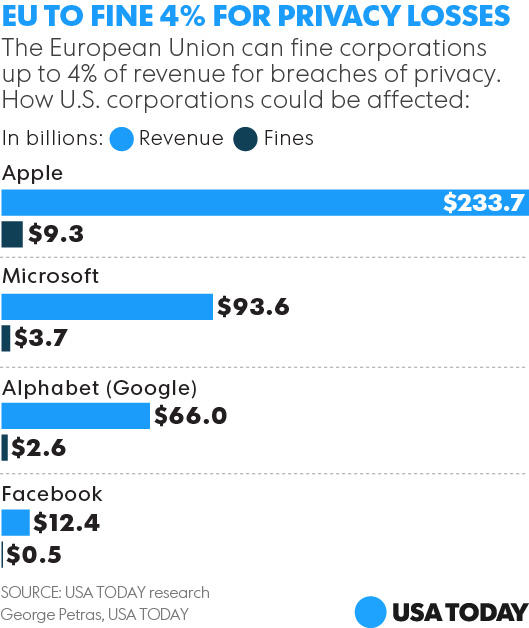 EU TO FINE 4% FOR PRIVACY LOSSES
The European Union can fine corporations
up to 4% of revenue for breaches of privacy.
How U.S. corporations could be affected:
In billions: Revenue Fines
Apple
$233.7
$9.3
Microsoft
$93.6
$3.7
Alphabet (Google)
$66.0
$2.6
Facebook
$12.4
$0.5
SOURCE: USA TODAY research
George Petras, USA TODAY
USA TODAY